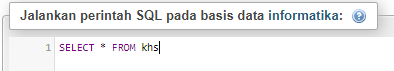 Jalankan perintah SQL pada basis data informatika:
1 SELECT * FROM khs